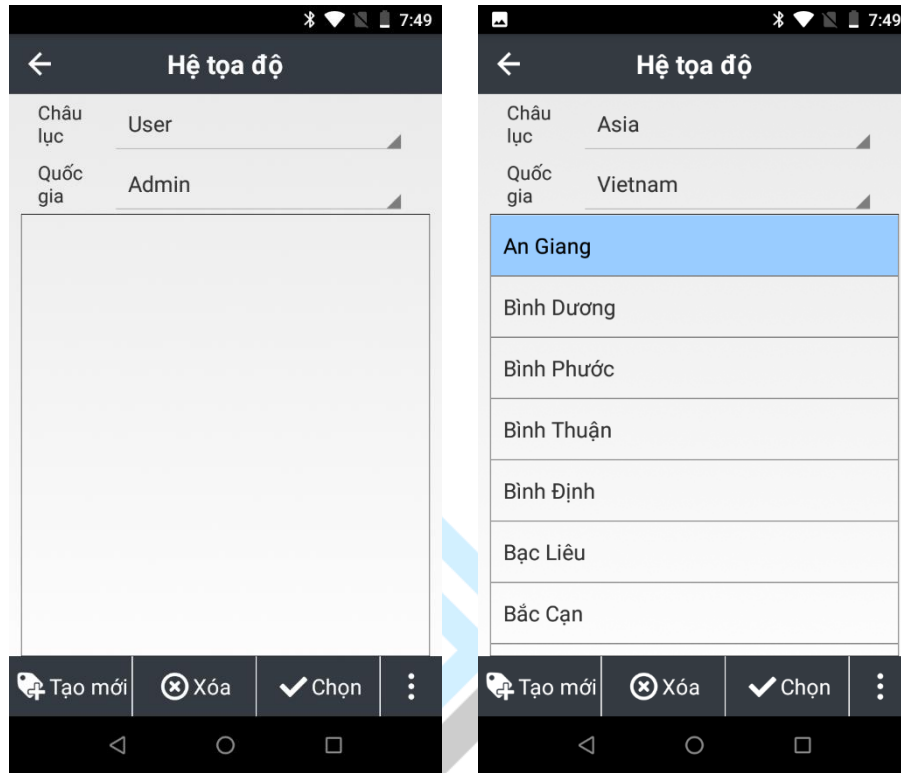 7:49
Hệ tọa độ
Châu lục
User
Quốc gia
Admin
Tạo mới
Xóa
Chọn
7:49
Hệ tọa độ
Châu lục
Asia
Quốc gia
Vietnam
An Giang
Bình Dương
Bình Phước
Bình Thuận
Bình Định
Bạc Liêu
Bắc Cạn
Tạo mới
Xóa
Chọn